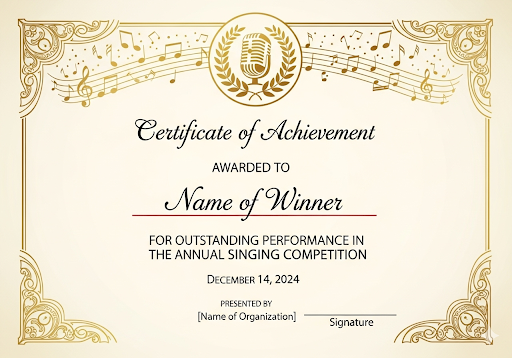 Certificate of Achievement
AWARDED TO
Name of Winner
FOR OUTSTANDING PERFORMANCE IN
THE ANNUAL SINGING COMPETITION
DECEMBER 14, 2024
PRESENTED BY
[Name of Organization]
Signature